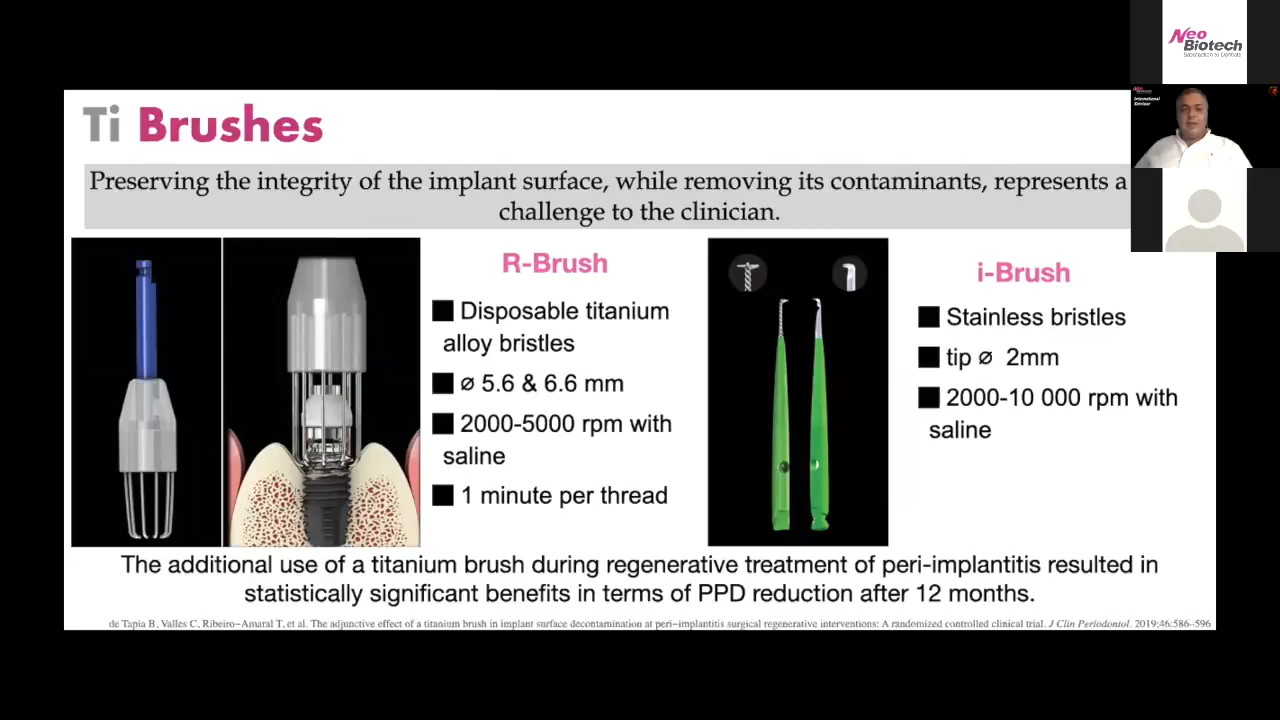 Neo
Biotech
Satisfaction to Dentists
International
Seminar
Ti Brushes
Preserving the integrity of the implant surface, while removing its contaminants, represents a
challenge to the clinician.
R-Brush
Disposable titanium
alloy bristles
⌀ 5.6 & 6.6 mm
2000-5000 rpm with
saline
1 minute per thread
i-Brush
Stainless bristles
tip ⌀ 2mm
2000-10 000 rpm with
saline
The additional use of a titanium brush during regenerative treatment of peri-implantitis resulted in
statistically significant benefits in terms of PPD reduction after 12 months.
de Tapia B, Valles C, Ribeiro-Amaral T, et al. The adjunctive effect of a titanium brush in implant surface decontamination at peri-implantitis surgical regenerative interventions: A randomized controlled clinical trial. J Clin Periodontol. 2019;46:586–596